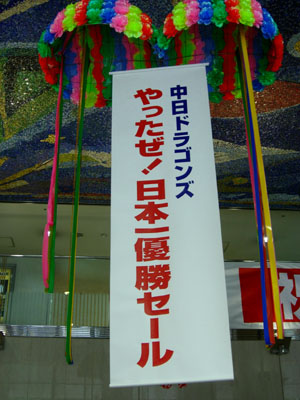 中日ドラゴンズ
やったぜ!日本一優勝セール
祝